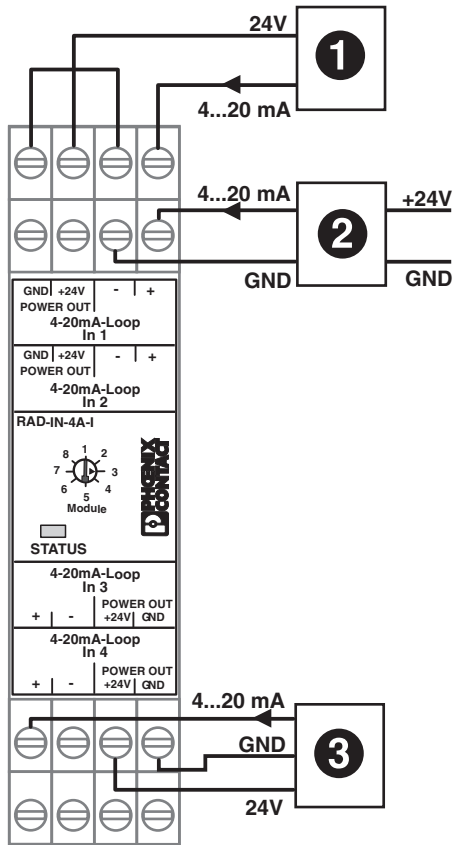 24V
1
4...20 mA
4...20 mA
+24V
2
GND
GND
GND +24V - +
POWER OUT
4-20mA-Loop
In 1
GND +24V - +
POWER OUT
4-20mA-Loop
In 2
RAD-IN-4A-I
8 1 2
7 3
6 5 4
Module
PHOENIX
CONTACT
STATUS
4-20mA-Loop
In 3
POWER OUT
+ - +24V GND
4-20mA-Loop
In 4
POWER OUT
+ - +24V GND
4...20 mA
GND
3
24V